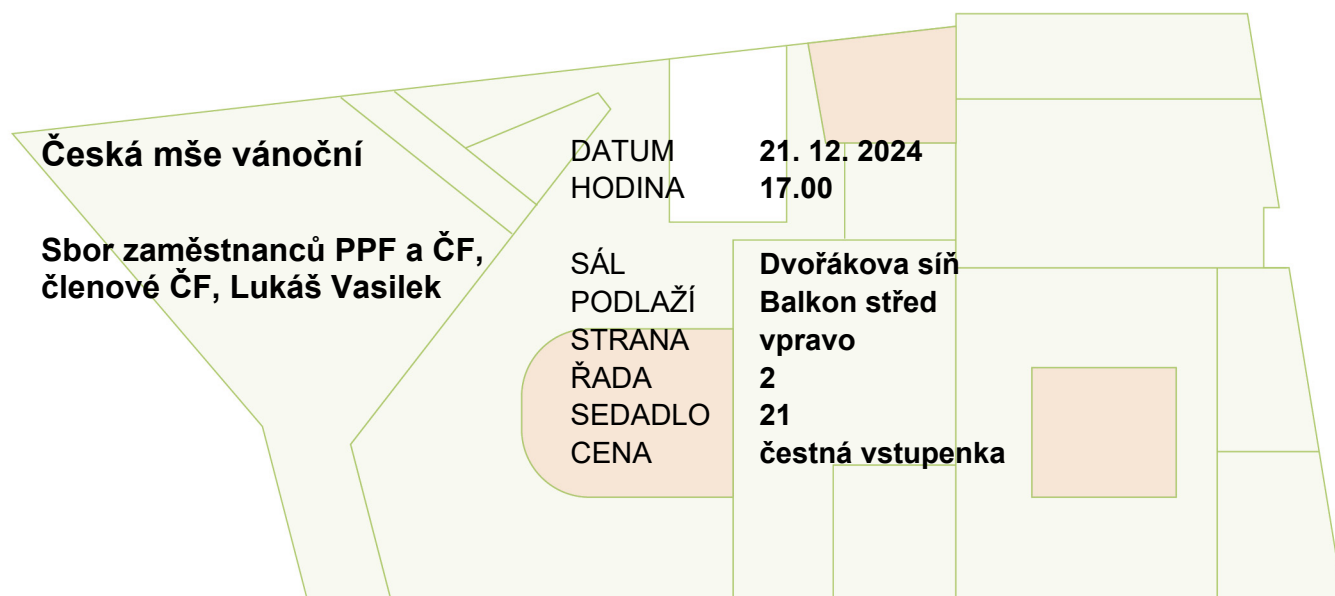 Česká mše vánoční
Sbor zaměstnanců PPF a ČF,
členové ČF, Lukáš Vasilek
DATUM 21. 12. 2024
HODINA 17.00
SÁL Dvořákova síň
PODLAŽÍ Balkon střed
STRANA vpravo
ŘADA 2
SEDADLO 21
CENA čestná vstupenka